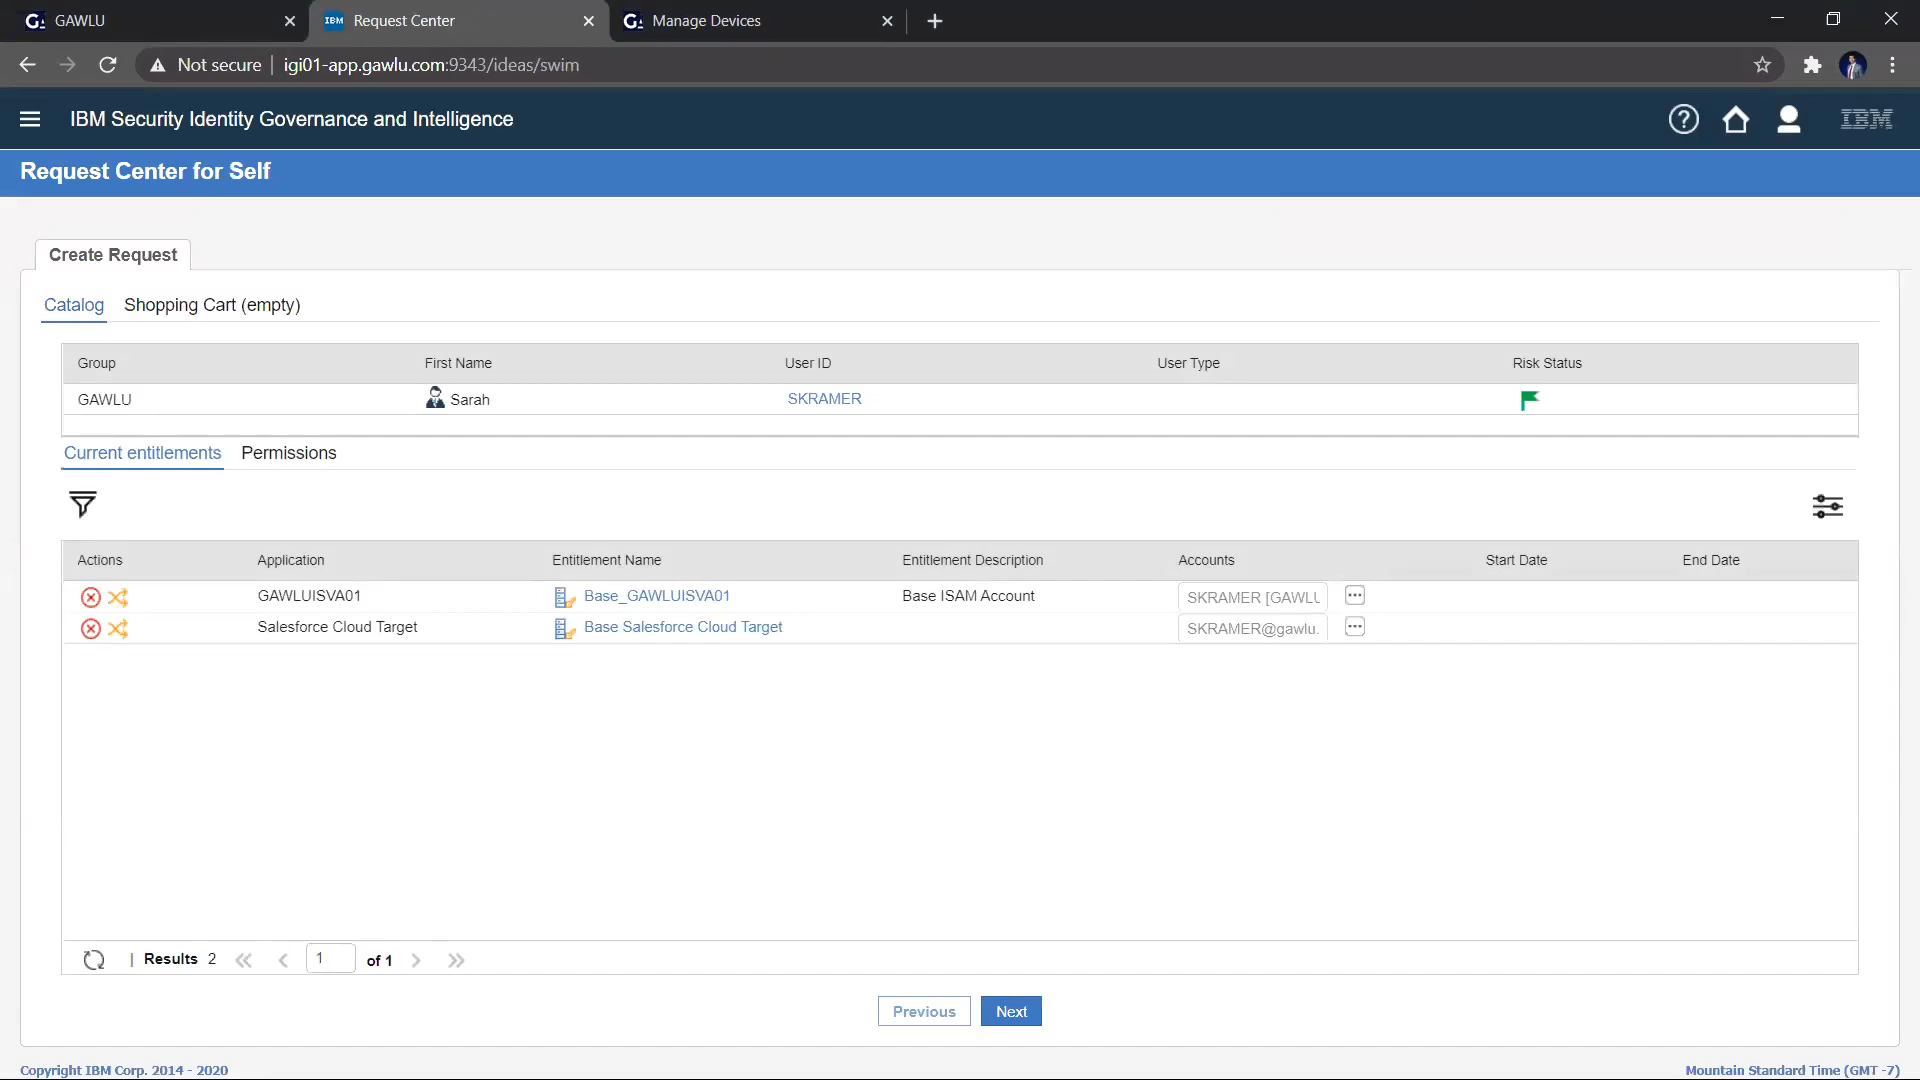 GAWLU
IBM Request Center
Manage Devices
Not secure igi01-app.gawlu.com:9343/ideas/swim
IBM Security Identity Governance and Intelligence
IBM
Request Center for Self
Create Request
Catalog Shopping Cart (empty)
Group First Name User ID User Type Risk Status
GAWLU Sarah SKRAMER
Current entitlements Permissions
Actions Application Entitlement Name Entitlement Description Accounts Start Date End Date
GAWLUISVA01 Base_GAWLUISVA01 Base ISAM Account SKRAMER [GAWLU
Salesforce Cloud Target Base Salesforce Cloud Target SKRAMER@gawlu.
| Results 2 1 of 1
Previous Next
Copyright IBM Corp. 2014 - 2020 Mountain Standard Time (GMT -7)